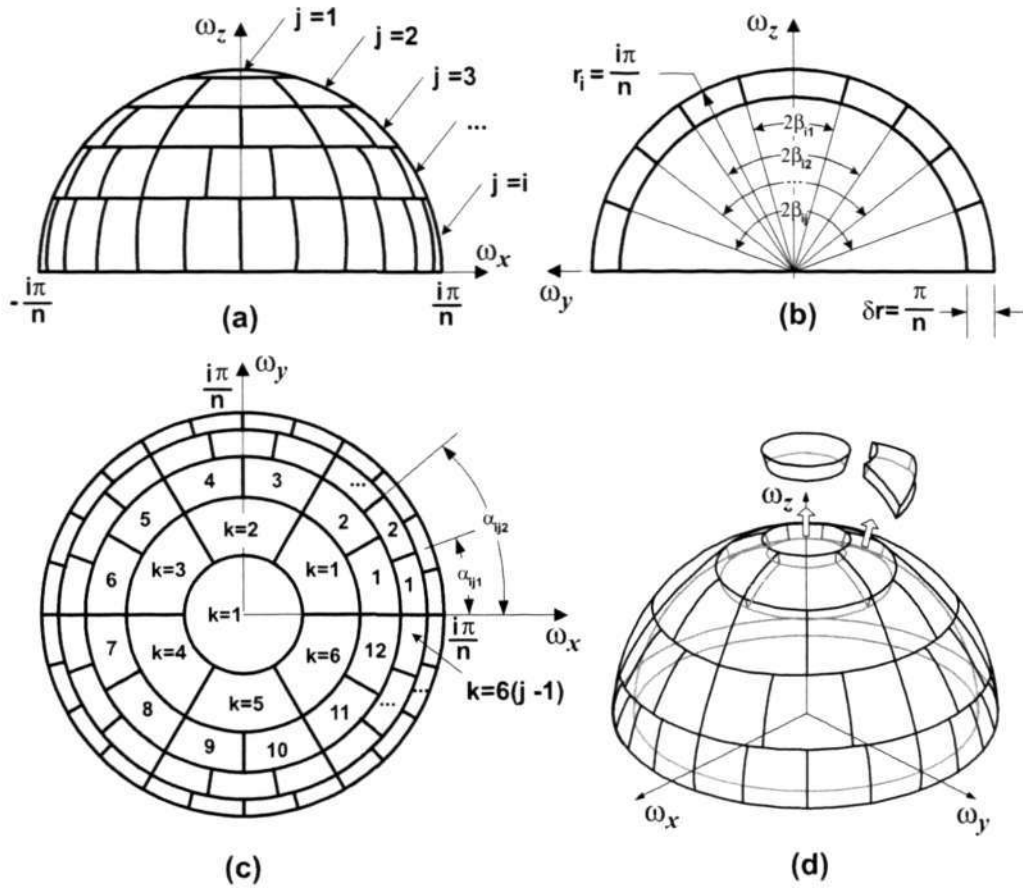 ω_z
j =1
j =2
j =3
...
j =i
ω_x
- iπ/n
iπ/n
(a)
ω_z
r_i = iπ/n
2β_i1
2β_i2
...
2β_ij
ω_y
δr = π/n
(b)
iπ/n
ω_y
4
3
...
5
k=2
2
2
α_ij2
6
k=3
k=1
1
1
α_ij1
k=1
iπ/n
ω_x
7
k=4
k=6
12
k=6(j -1)
8
k=5
11
...
...
9
10
(c)
ω_z
ω_x
ω_y
(d)